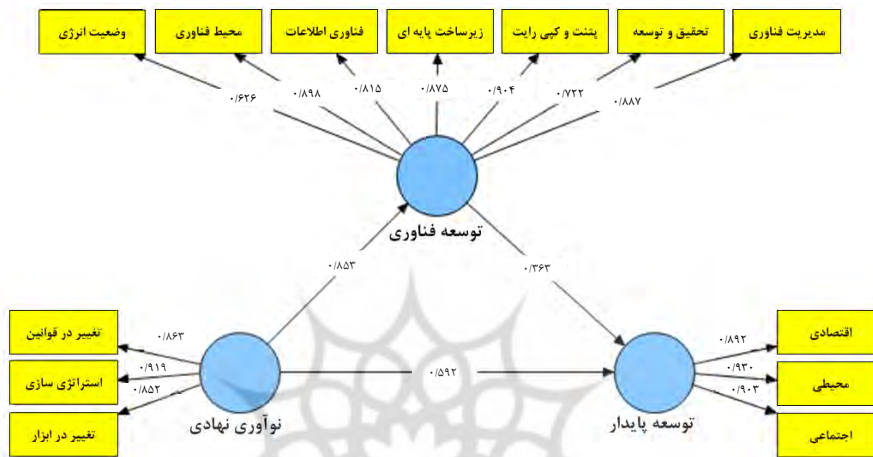 مدیریت فناوری
تحقیق و توسعه
پتنت و کپی رایت
زیرساخت پایه ای
فناوری اطلاعات
محیط فناوری
وضعیت انرژی
۰/۸۸۷
۰/۷۲۲
۰/۹۰۴
۰/۸۷۵
۰/۸۱۵
۰/۸۹۸
۰/۶۲۶
توسعه فناوری
۰/۳۶۳
۰/۸۵۳
اقتصادی
۰/۸۹۲
۰/۸۶۳
تغییر در قوانین
محیطی
۰/۹۳۰
۰/۵۹۲
۰/۹۱۹
استراتژی سازی
۰/۹۰۳
۰/۸۵۲
اجتماعی
توسعه پایدار
نوآوری نهادی
تغییر در ابزار